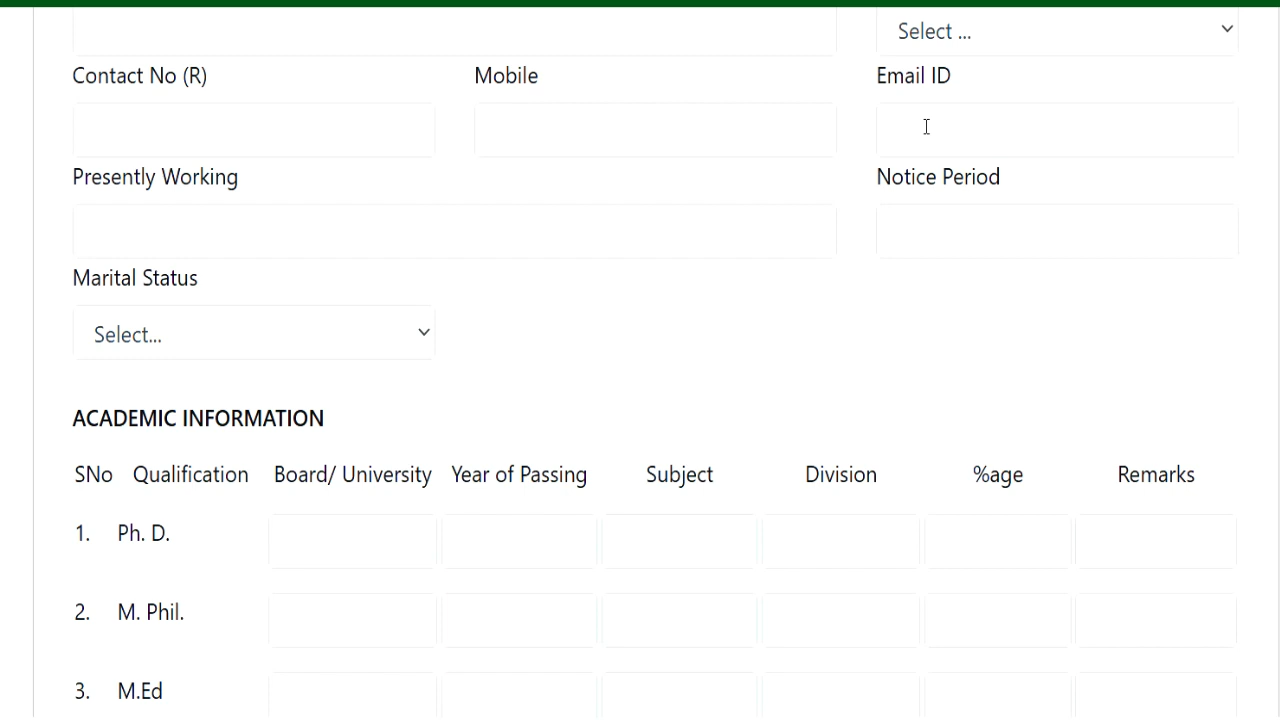 Select ...
Contact No (R) Mobile Email ID
Presently Working Notice Period
Marital Status
Select...
ACADEMIC INFORMATION
SNo Qualification Board/ University Year of Passing Subject Division %age Remarks
1. Ph. D.
2. M. Phil.
3. M.Ed